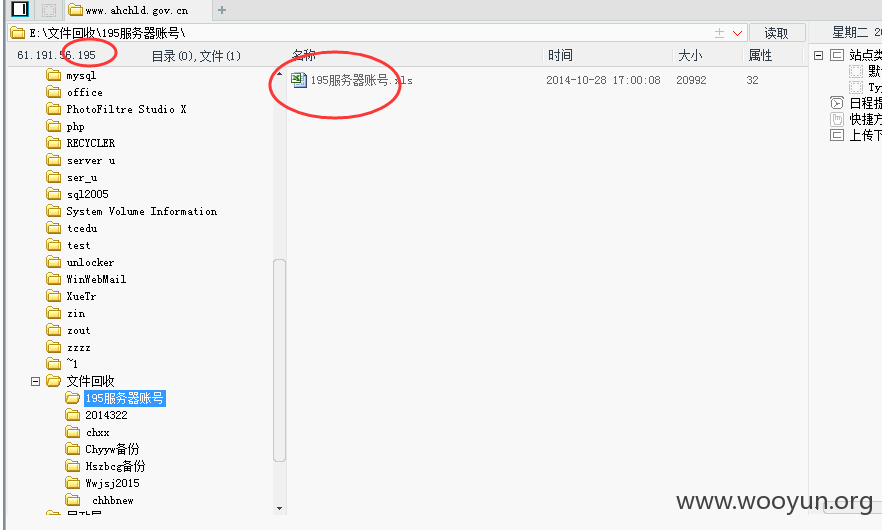 www.ahchld.gov.cn
E:\文件回收\195服务器账号\
读取
星期二 20
61.191.56.195 目录(0),文件(1)
名称 时间 大小 属性
195服务器账号.xls 2014-10-28 17:00:08 20992 32
mysql
office
PhotoFiltre Studio X
php
RECYCLER
server u
ser_u
sql2005
System Volume Information
tcedu
test
unlocker
WinWebMail
XueTr
zin
zout
zzzz
~1
文件回收
195服务器账号
2014322
chxx
Chyyw备份
Hszbcg备份
Wwjsj2015
_chhbnew
站点类
默
Ty
日程提
快捷方
上传下
www.wooyun.org